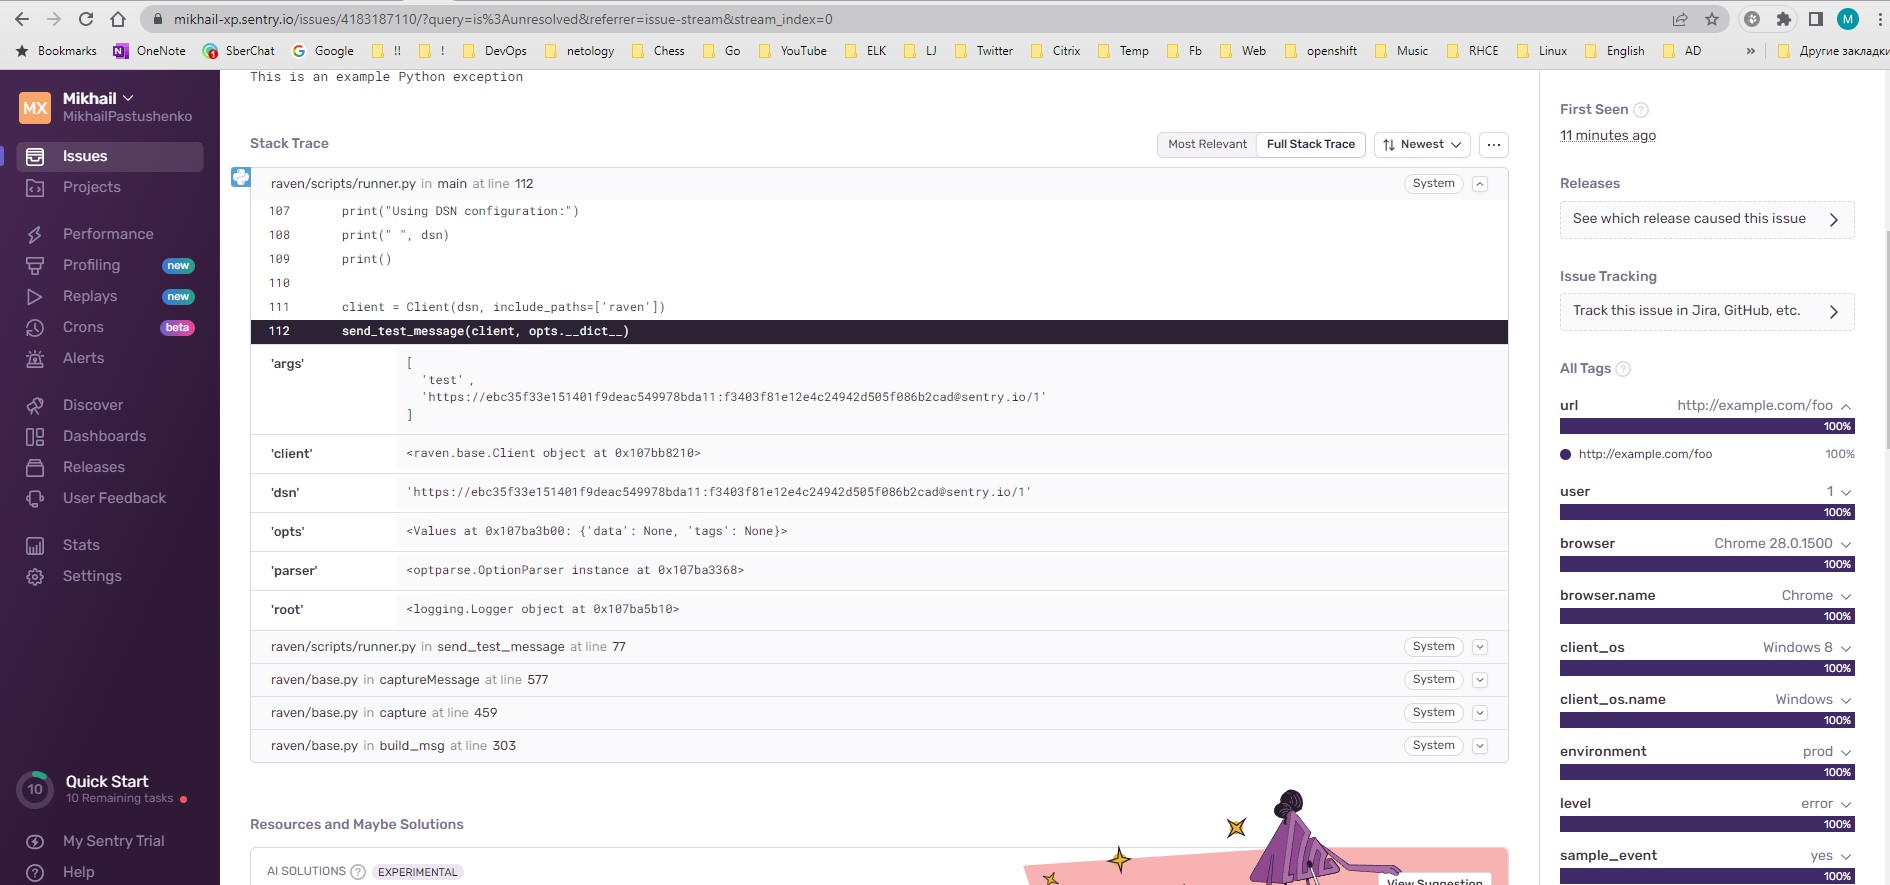 mikhail-xp.sentry.io/issues/4183187110/?query=is%3Aunresolved&referrer=issue-stream&stream_index=0
M
Bookmarks OneNote SberChat Google !! ! DevOps netology Chess Go YouTube ELK LJ Twitter Citrix Temp Fb Web openshift Music RHCE Linux English AD » Другие закладки
MX
Mikhail
MikhailPastushenko
Issues
Projects
Performance
Profiling new
Replays new
Crons beta
Alerts
Discover
Dashboards
Releases
User Feedback
Stats
Settings
10
Quick Start
10 Remaining tasks
My Sentry Trial
Help
This is an example Python exception
Stack Trace
Most Relevant Full Stack Trace Newest ...
raven/scripts/runner.py in main at line 112 System
107 print("Using DSN configuration:")
108 print(" ", dsn)
109 print()
110
111 client = Client(dsn, include_paths=['raven'])
112 send_test_message(client, opts.__dict__)
'args' [
'test' ,
'https://ebc35f33e151401f9deac549978bda11:f3403f81e12e4c24942d505f086b2cad@sentry.io/1'
]
'client' <raven.base.Client object at 0x107bb8210>
'dsn' 'https://ebc35f33e151401f9deac549978bda11:f3403f81e12e4c24942d505f086b2cad@sentry.io/1'
'opts' <Values at 0x107ba3b00: {'data': None, 'tags': None}>
'parser' <optparse.OptionParser instance at 0x107ba3368>
'root' <logging.Logger object at 0x107ba5b10>
raven/scripts/runner.py in send_test_message at line 77 System
raven/base.py in captureMessage at line 577 System
raven/base.py in capture at line 459 System
raven/base.py in build_msg at line 303 System
Resources and Maybe Solutions
AI SOLUTIONS ? EXPERIMENTAL
View Suggestion
First Seen ?
11 minutes ago
Releases
See which release caused this issue
Issue Tracking
Track this issue in Jira, GitHub, etc.
All Tags ?
url http://example.com/foo
100%
http://example.com/foo 100%
user 1
100%
browser Chrome 28.0.1500
100%
browser.name Chrome
100%
client_os Windows 8
100%
client_os.name Windows
100%
environment prod
100%
level error
100%
sample_event yes
100%